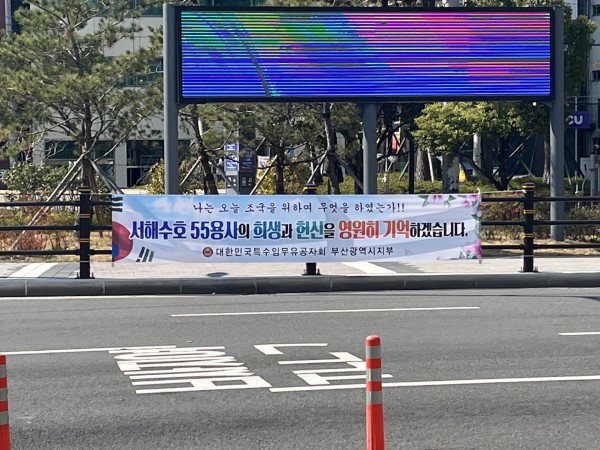 CU
나는 오늘 조국을 위하여 무엇을 하였는가!!
서해수호 55용사의 희생과 헌신을 영원히 기억하겠습니다.
대한민국특수임무유공자회 부산광역시지부